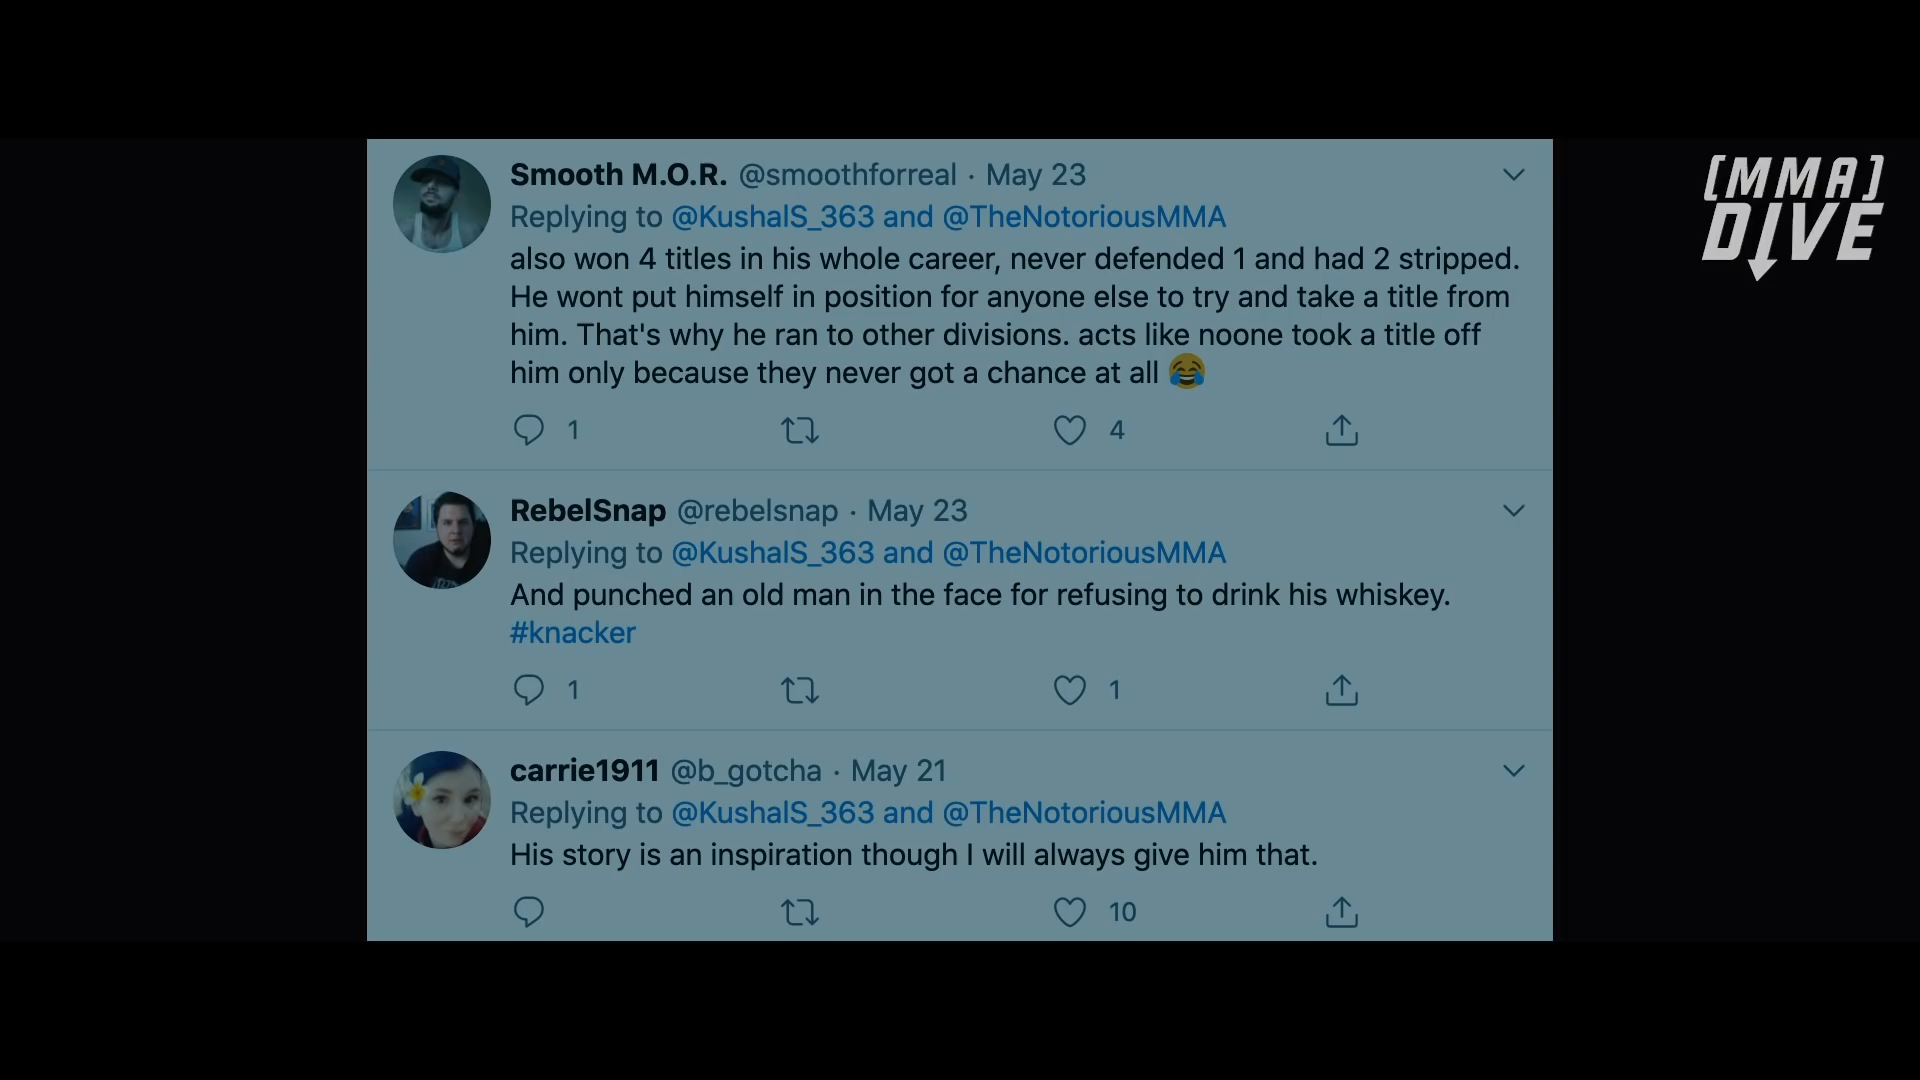 [MMA]
DIVE
Smooth M.O.R. @smoothforreal · May 23
Replying to @KushalS_363 and @TheNotoriousMMA
also won 4 titles in his whole career, never defended 1 and had 2 stripped.
He wont put himself in position for anyone else to try and take a title from
him. That's why he ran to other divisions. acts like noone took a title off
him only because they never got a chance at all 😂
1 4
RebelSnap @rebelsnap · May 23
Replying to @KushalS_363 and @TheNotoriousMMA
And punched an old man in the face for refusing to drink his whiskey.
#knacker
1 1
carrie1911 @b_gotcha · May 21
Replying to @KushalS_363 and @TheNotoriousMMA
His story is an inspiration though I will always give him that.
10